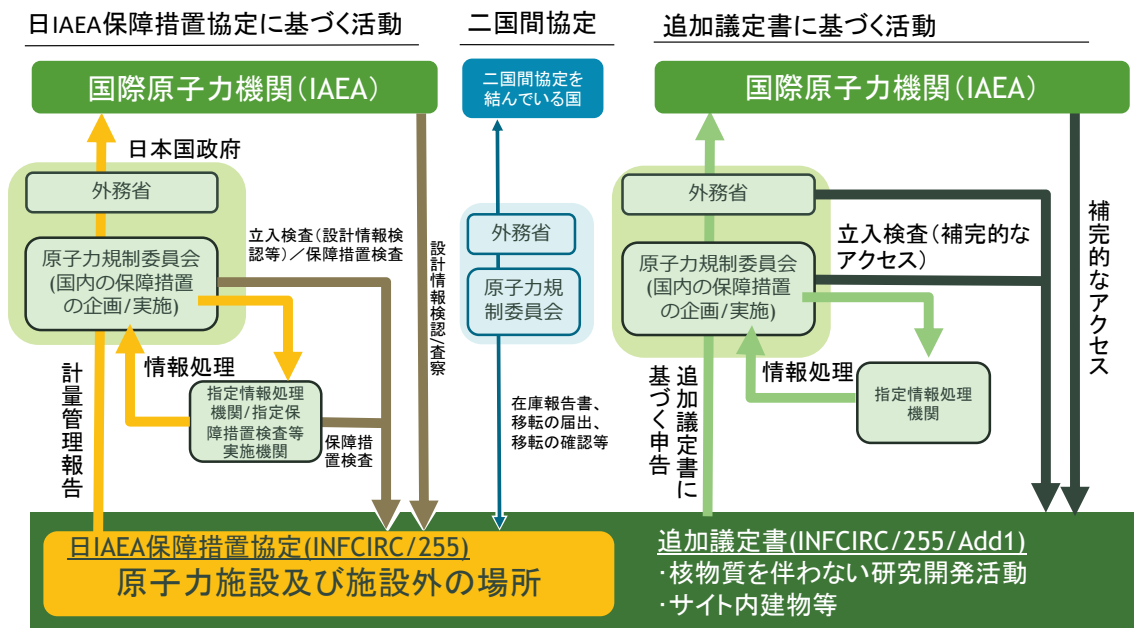 日IAEA保障措置協定に基づく活動
国際原子力機関(IAEA)
日本国政府
外務省
原子力規制委員会
(国内の保障措置
の企画/実施)
立入検査(設計情報検
認等)/保障措置検査
設計情報検認/査察
情報処理
計量管理報告
指定情報処理
機関/指定保
障措置検査等
実施機関
保障措
置検査
二国間協定
二国間協定を
結んでいる国
外務省
原子力規
制委員会
在庫報告書、
移転の届出、
移転の確認等
追加議定書に基づく活動
国際原子力機関(IAEA)
外務省
原子力規制委員会
(国内の保障措置
の企画/実施)
立入検査(補完的な
アクセス)
補完的なアクセス
情報処理
追加議定書に
基づく申告
指定情報処理
機関
日IAEA保障措置協定(INFCIRC/255)
原子力施設及び施設外の場所
追加議定書(INFCIRC/255/Add1)
・核物質を伴わない研究開発活動
・サイト内建物等